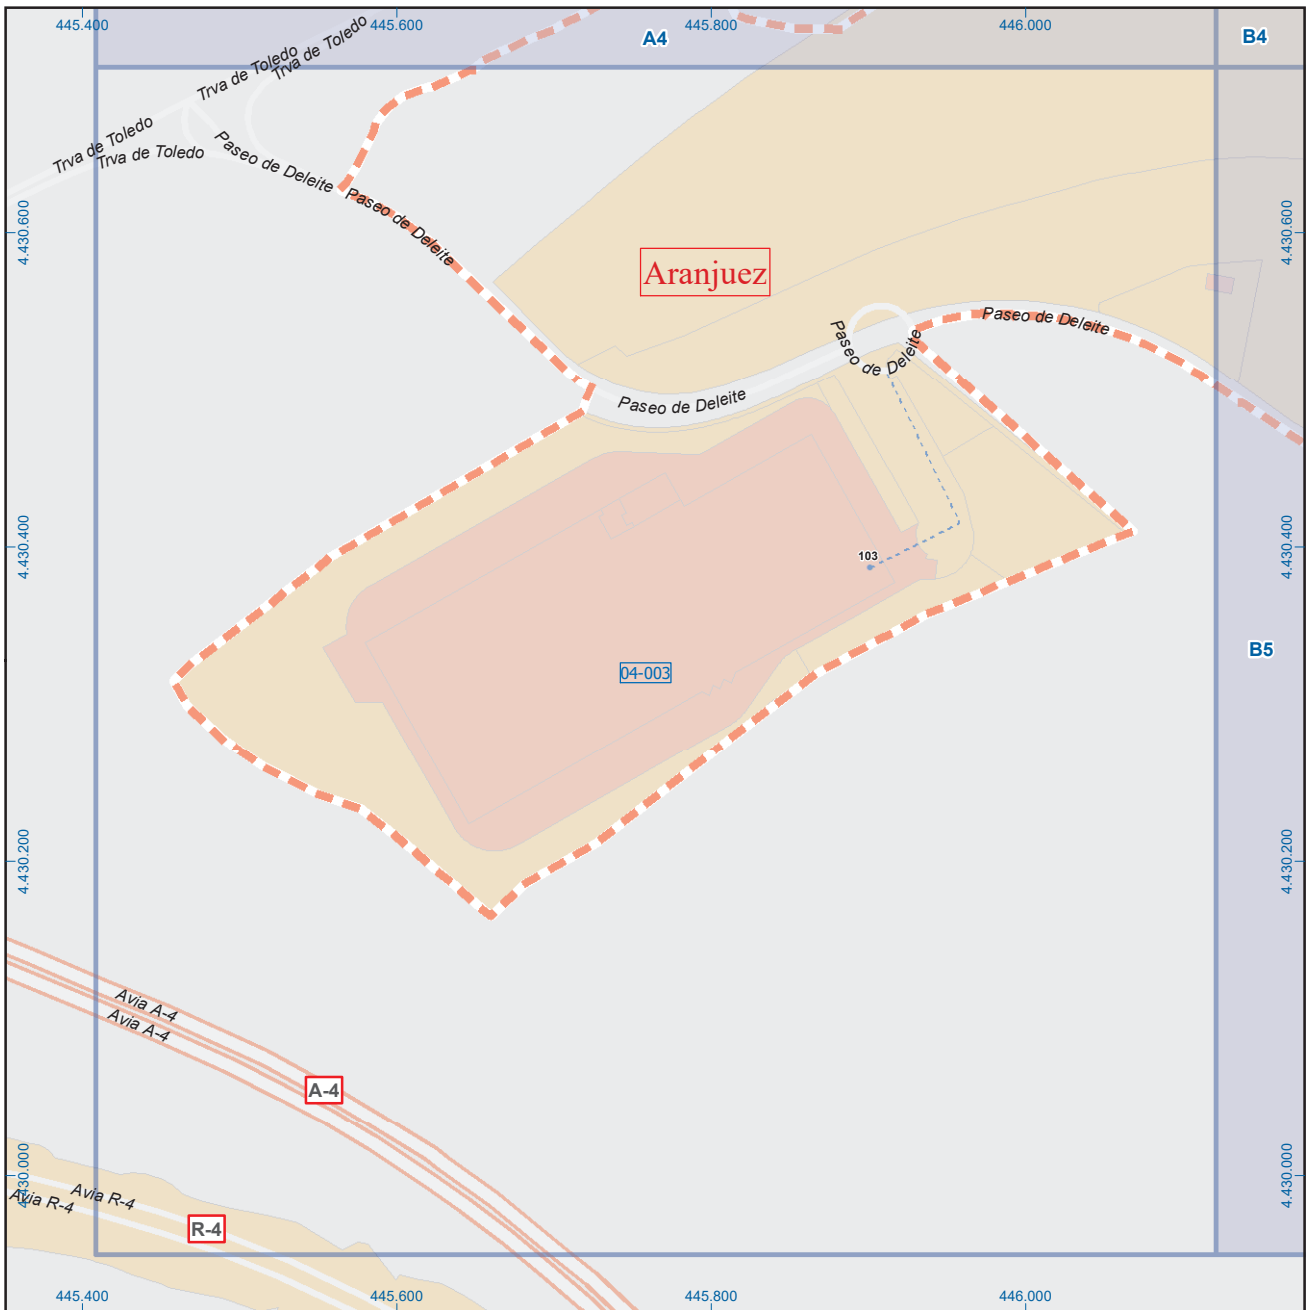 445.400
445.600
445.800
446.000
A4
B4
Trva de Toledo
Trva de Toledo
Trva de Toledo
Trva de Toledo
Paseo de Deleite
Paseo de Deleite
4.430.600
4.430.600
Aranjuez
Paseo de Deleite
Paseo de Deleite
Paseo de Deleite
4.430.400
4.430.400
103
04-003
B5
4.430.200
4.430.200
Avia A-4
Avia A-4
A-4
4.430.000
4.430.000
Avia R-4
Avia R-4
R-4
445.400
445.600
445.800
446.000